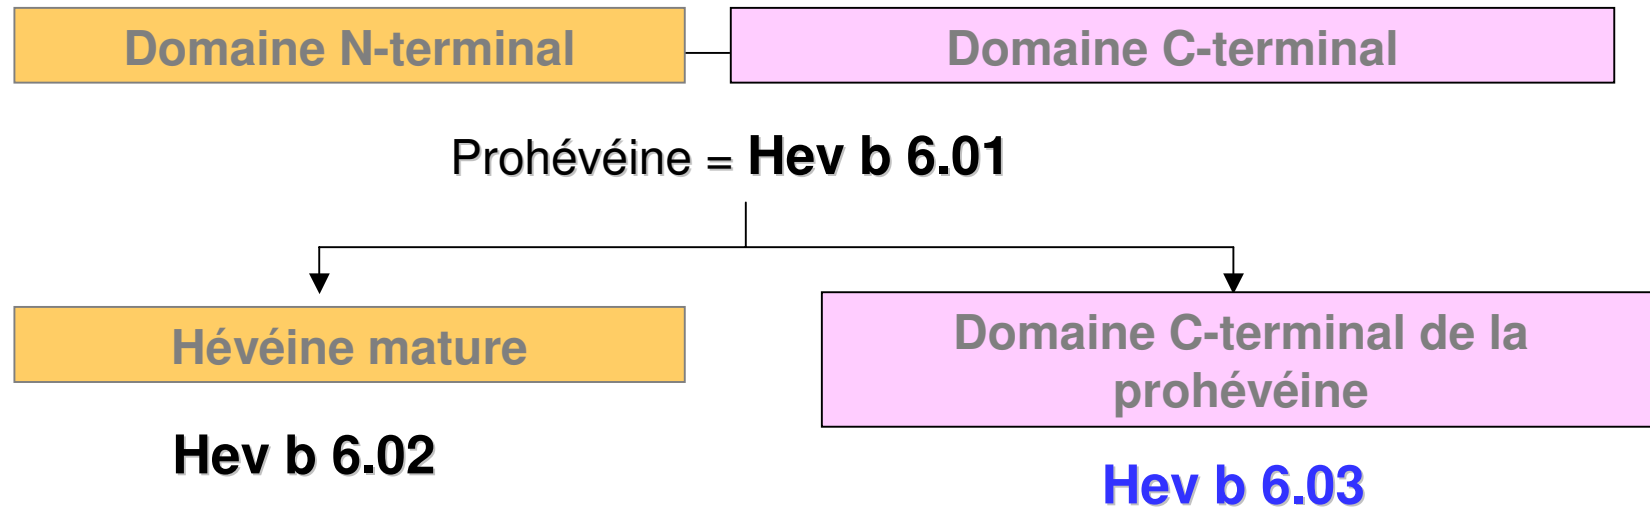 Domaine N-terminal
Domaine C-terminal
Prohévéine = Hev b 6.01
Hévéine mature
Domaine C-terminal de la
prohévéine
Hev b 6.02
Hev b 6.03